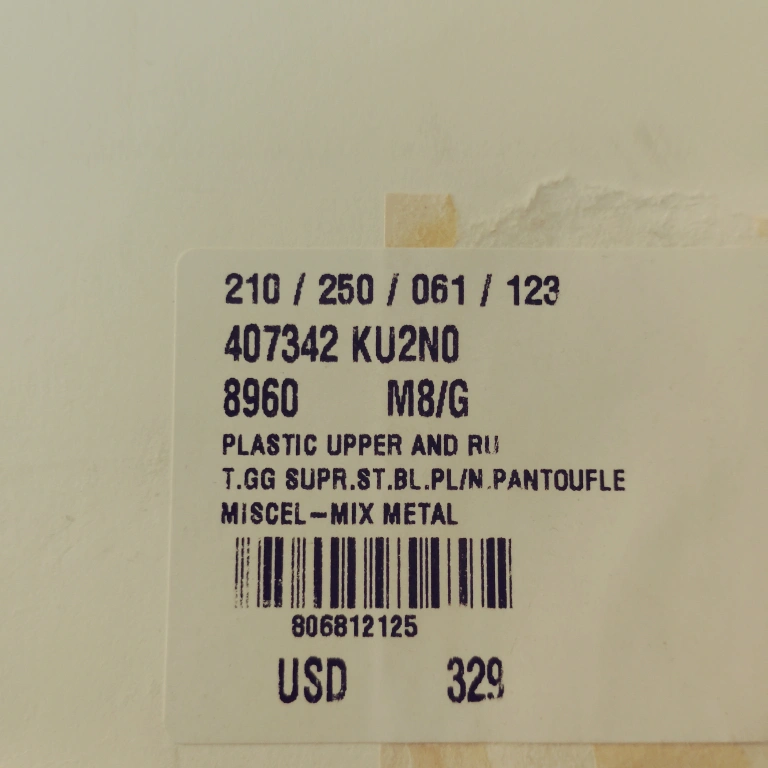 210 / 250 / 061 / 123
407342 KU2N0
8960 M8/G
PLASTIC UPPER AND RU
T.GG SUPR.ST.BL.PL/N.PANTOUFLE
MISCEL-MIX METAL
806812125
USD 329